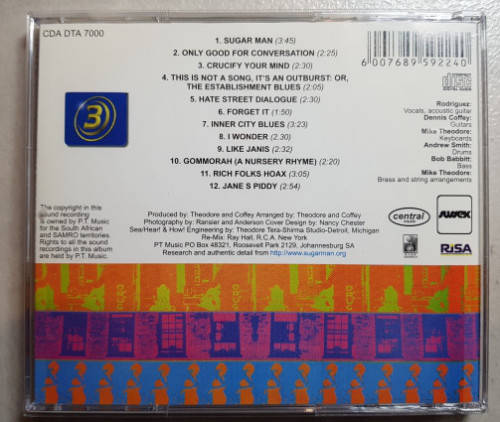 CDA DTA 7000
1. SUGAR MAN (3:45)
2. ONLY GOOD FOR CONVERSATION (2:25)
3. CRUCIFY YOUR MIND (2:30)
4. THIS IS NOT A SONG, IT'S AN OUTBURST: OR,
THE ESTABLISHMENT BLUES (2:05)
5. HATE STREET DIALOGUE (2:30)
6. FORGET IT (1:50)
7. INNER CITY BLUES (3:23)
8. I WONDER (2:30)
9. LIKE JANIS (2:32)
10. GOMMORAH (A NURSERY RHYME) (2:20)
11. RICH FOLKS HOAX (3:05)
12. JANE S PIDDY (2:54)
6 007689 592240
COMPACT
disc
DIGITAL AUDIO
Rodriguez:
Vocals, acoustic guitar
Dennis Coffey:
Guitars
Mike Theodore:
Keyboards
Andrew Smith:
Drums
Bob Babbitt:
Bass
Mike Theodore:
Brass and string arrangements
3
The copyright in this
sound recording
is owned by P.T. Music
for the South African
and SAMRO territories.
Rights to all the sound
recordings in this album
are held by P.T. Music.
Produced by: Theodore and Coffey Arranged by: Theodore and Coffey
Photography by: Ransier and Anderson Cover Design by: Nancy Chester
Sea/Hear! & How! Engineering by: Theodore Tera-Shirma Studio-Detroit, Michigan
Re-Mix: Ray Hall, R.C.A. New York
PT Music PO Box 48321, Roosevelt Park 2129, Johannesburg SA
Research and authentic detail from http://www.sugarman.org
central
RiSA